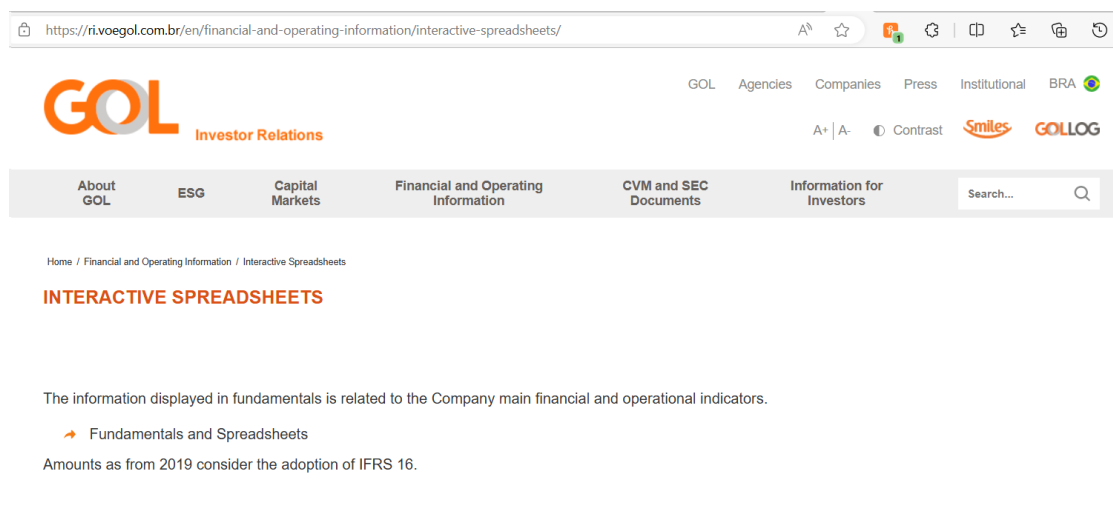 https://ri.voegol.com.br/en/financial-and-operating-information/interactive-spreadsheets/
1
GOL Investor Relations
GOL Agencies Companies Press Institutional BRA
A+ | A- Contrast Smiles GOLLOG
About GOL
ESG
Capital Markets
Financial and Operating Information
CVM and SEC Documents
Information for Investors
Search...
Home / Financial and Operating Information / Interactive Spreadsheets
INTERACTIVE SPREADSHEETS
The information displayed in fundamentals is related to the Company main financial and operational indicators.
Fundamentals and Spreadsheets
Amounts as from 2019 consider the adoption of IFRS 16.